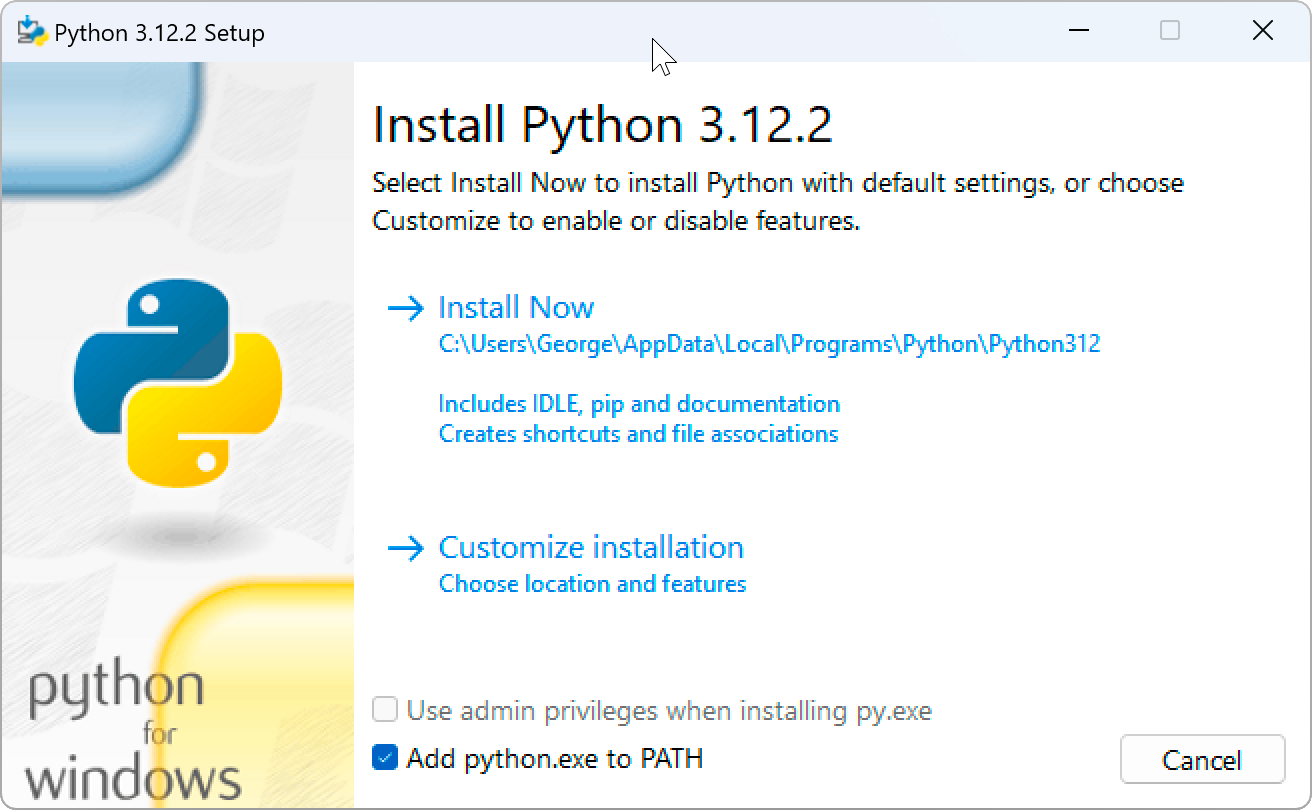 Python 3.12.2 Setup
Install Python 3.12.2
Select Install Now to install Python with default settings, or choose
Customize to enable or disable features.
Install Now
C:\Users\George\AppData\Local\Programs\Python\Python312
Includes IDLE, pip and documentation
Creates shortcuts and file associations
Customize installation
Choose location and features
python
for
windows
Use admin privileges when installing py.exe
Add python.exe to PATH
Cancel